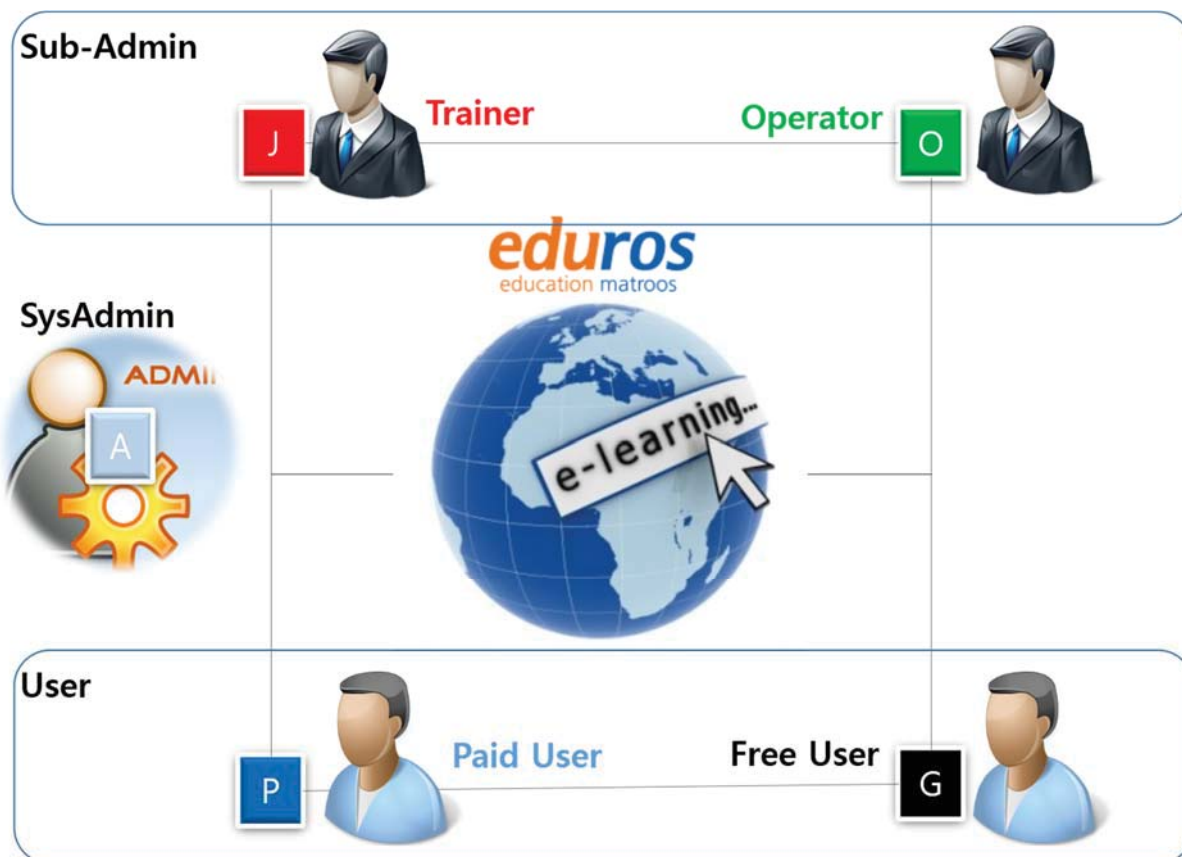 Sub-Admin
J
Trainer
Operator
O
eduros
education matroos
SysAdmin
ADMI
A
e-learning...
User
P
Paid User
Free User
G